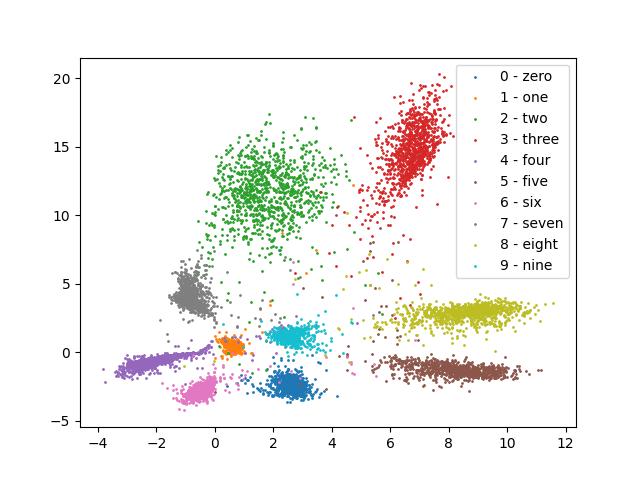 20
15
10
5
0
−5
−4
−2
0
2
4
6
8
10
12
0 - zero
1 - one
2 - two
3 - three
4 - four
5 - five
6 - six
7 - seven
8 - eight
9 - nine